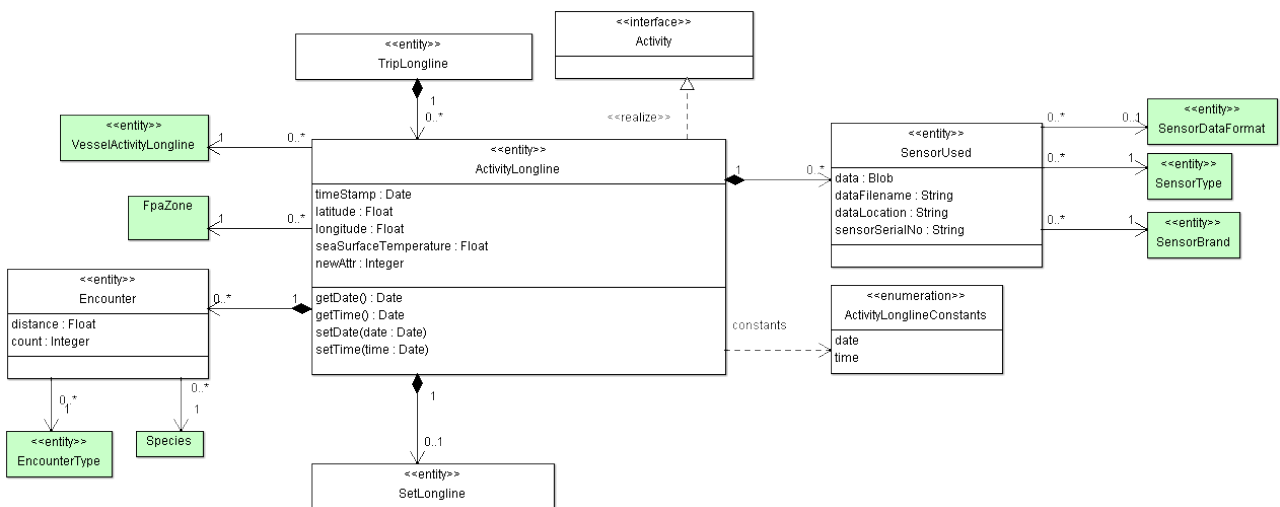 <<interface>>
Activity
<<entity>>
TripLongline
1
0..*
<<realize>>
<<entity>>
VesselActivityLongline
1
0..*
FpaZone
1
0..*
<<entity>>
ActivityLongline
timeStamp : Date
latitude : Float
longitude : Float
seaSurfaceTemperature : Float
newAttr : Integer
getDate() : Date
getTime() : Date
setDate(date : Date)
setTime(time : Date)
1
0..*
<<entity>>
SensorUsed
data : Blob
dataFilename : String
dataLocation : String
sensorSerialNo : String
0..*
0..1
<<entity>>
SensorDataFormat
0..*
1
<<entity>>
SensorType
0..*
1
<<entity>>
SensorBrand
<<entity>>
Encounter
distance : Float
count : Integer
0..*
1
constants
<<enumeration>>
ActivityLonglineConstants
date
time
0..*
1
0..*
1
<<entity>>
EncounterType
Species
1
0..1
<<entity>>
SetLongline